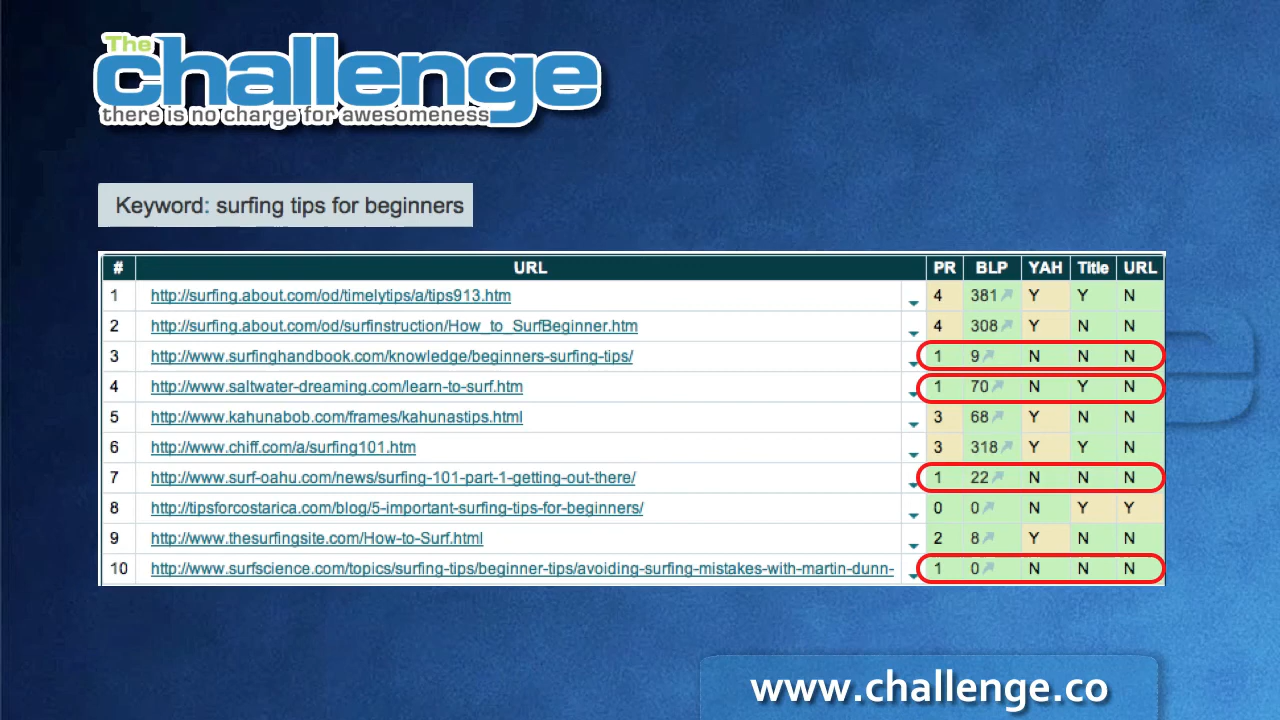 The
challenge
there is no charge for awesomeness
Keyword: surfing tips for beginners
# URL PR BLP YAH Title URL
1 http://surfing.about.com/od/timelytips/a/tips913.htm 4 381 Y Y N
2 http://surfing.about.com/od/surfinstruction/How_to_SurfBeginner.htm 4 308 Y N N
3 http://www.surfinghandbook.com/knowledge/beginners-surfing-tips/ 1 9 N N N
4 http://www.saltwater-dreaming.com/learn-to-surf.htm 1 70 N Y N
5 http://www.kahunabob.com/frames/kahunastips.html 3 68 Y N N
6 http://www.chiff.com/a/surfing101.htm 3 318 Y Y N
7 http://www.surf-oahu.com/news/surfing-101-part-1-getting-out-there/ 1 22 N N N
8 http://tipsforcostarica.com/blog/5-important-surfing-tips-for-beginners/ 0 0 N Y Y
9 http://www.thesurfingsite.com/How-to-Surf.html 2 8 Y N N
10 http://www.surfscience.com/topics/surfing-tips/beginner-tips/avoiding-surfing-mistakes-with-martin-dunn- 1 0 N N N
www.challenge.co